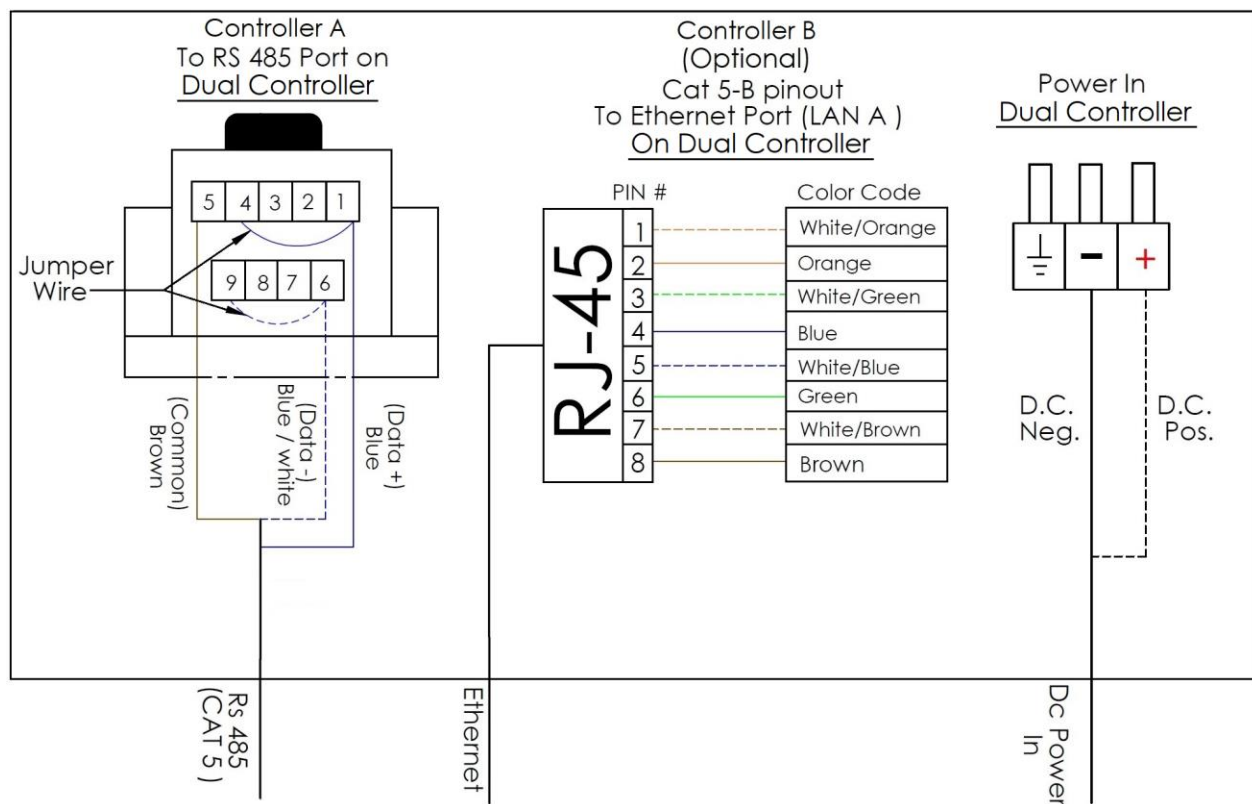 Controller A
To RS 485 Port on
Dual Controller
5 4 3 2 1
9 8 7 6
Jumper
Wire
(Common)
Brown
(Data -)
Blue / white
(Data +)
Blue
Rs 485
(CAT 5 )
Controller B
(Optional)
Cat 5-B pinout
To Ethernet Port (LAN A )
On Dual Controller
PIN # Color Code
RJ-45
1 White/Orange
2 Orange
3 White/Green
4 Blue
5 White/Blue
6 Green
7 White/Brown
8 Brown
Ethernet
Power In
Dual Controller
- +
D.C.
Neg.
D.C.
Pos.
Dc Power
In